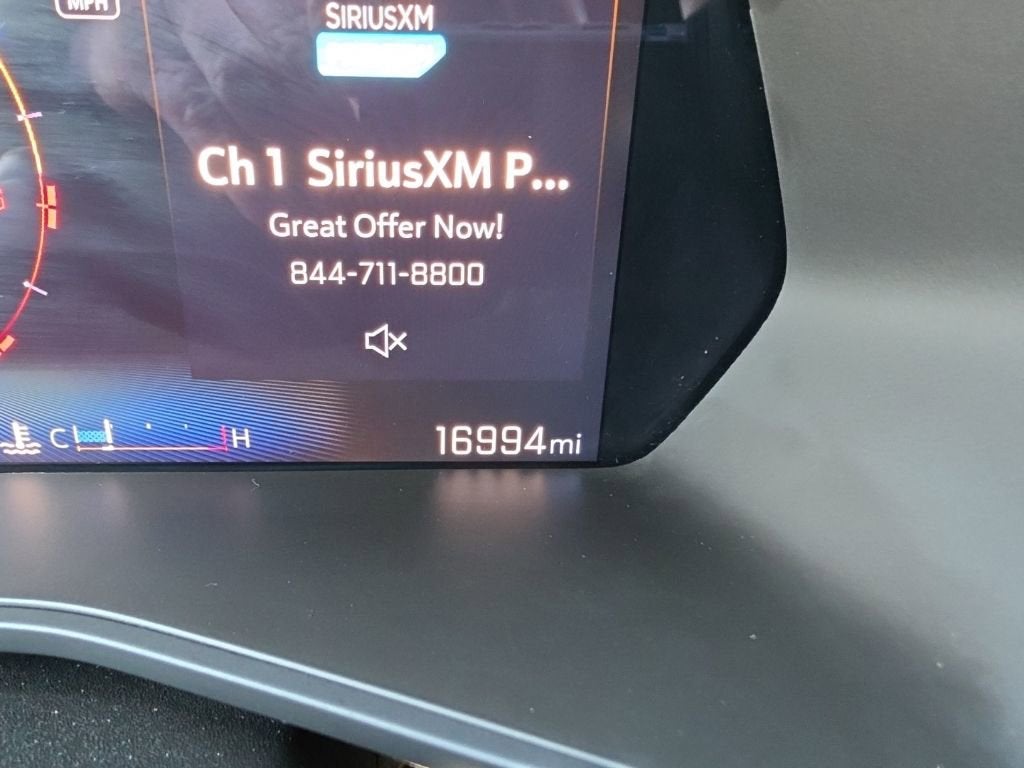 MPH
SIRIUSXM
Ch 1 SiriusXM P...
Great Offer Now!
844-711-8800
C H
16994mi